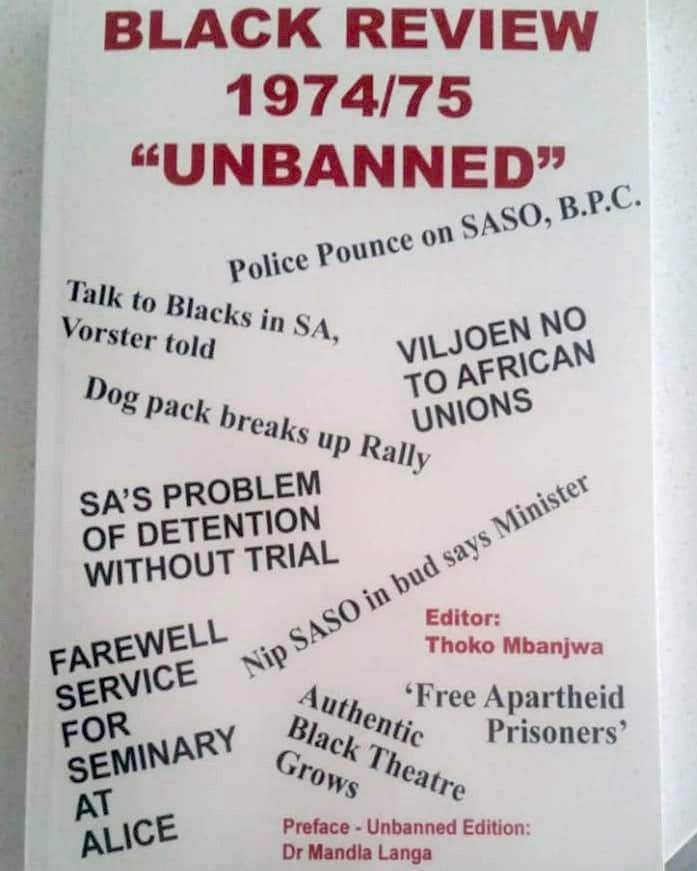 BLACK REVIEW
1974/75
“UNBANNED”
Police Pounce on SASO, B.P.C.
Talk to Blacks in SA,
Vorster told
VILJOEN NO
TO AFRICAN
UNIONS
Dog pack breaks up Rally
SA'S PROBLEM
OF DETENTION
WITHOUT TRIAL
Nip SASO in bud says Minister
Editor:
Thoko Mbanjwa
FAREWELL
SERVICE
FOR
SEMINARY
AT
ALICE
Authentic
Black Theatre
Grows
‘Free Apartheid
Prisoners’
Preface - Unbanned Edition:
Dr Mandla Langa